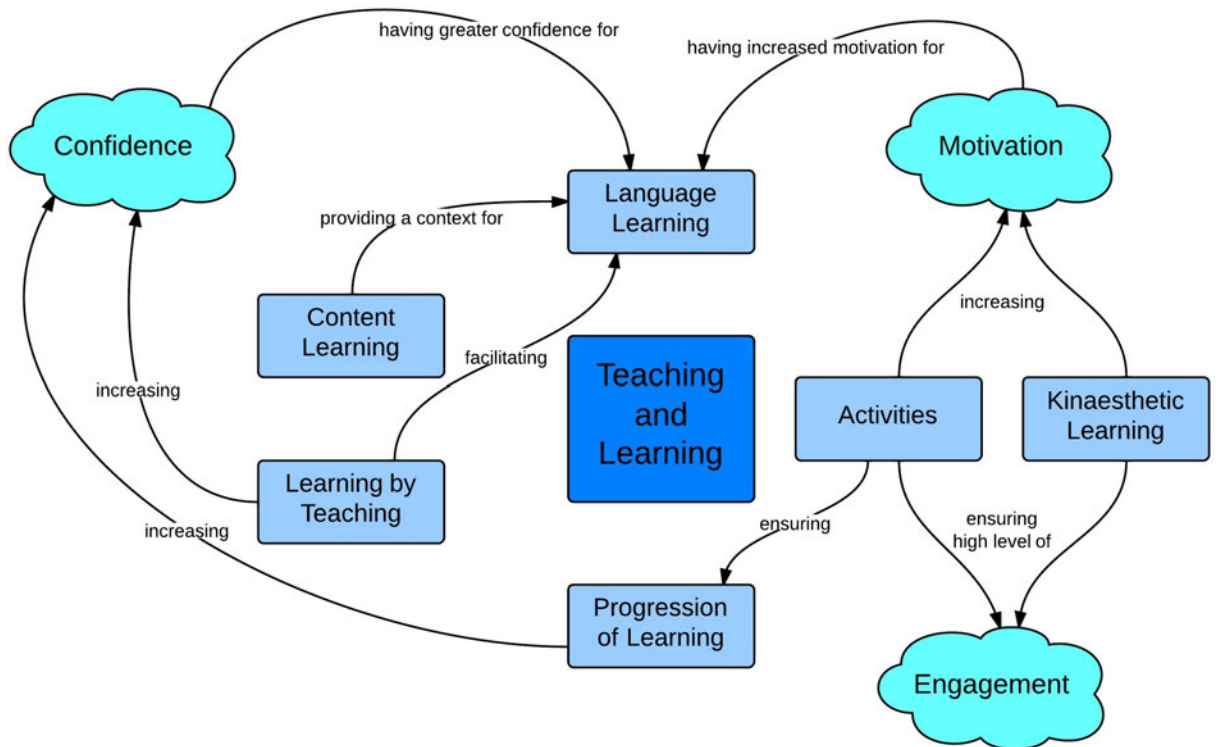 having greater confidence for
having increased motivation for
Confidence
Motivation
Language
Learning
providing a context for
Content
Learning
increasing
facilitating
increasing
Teaching
and
Learning
Activities
Kinaesthetic
Learning
Learning by
Teaching
increasing
ensuring
ensuring
high level of
Progression
of Learning
Engagement